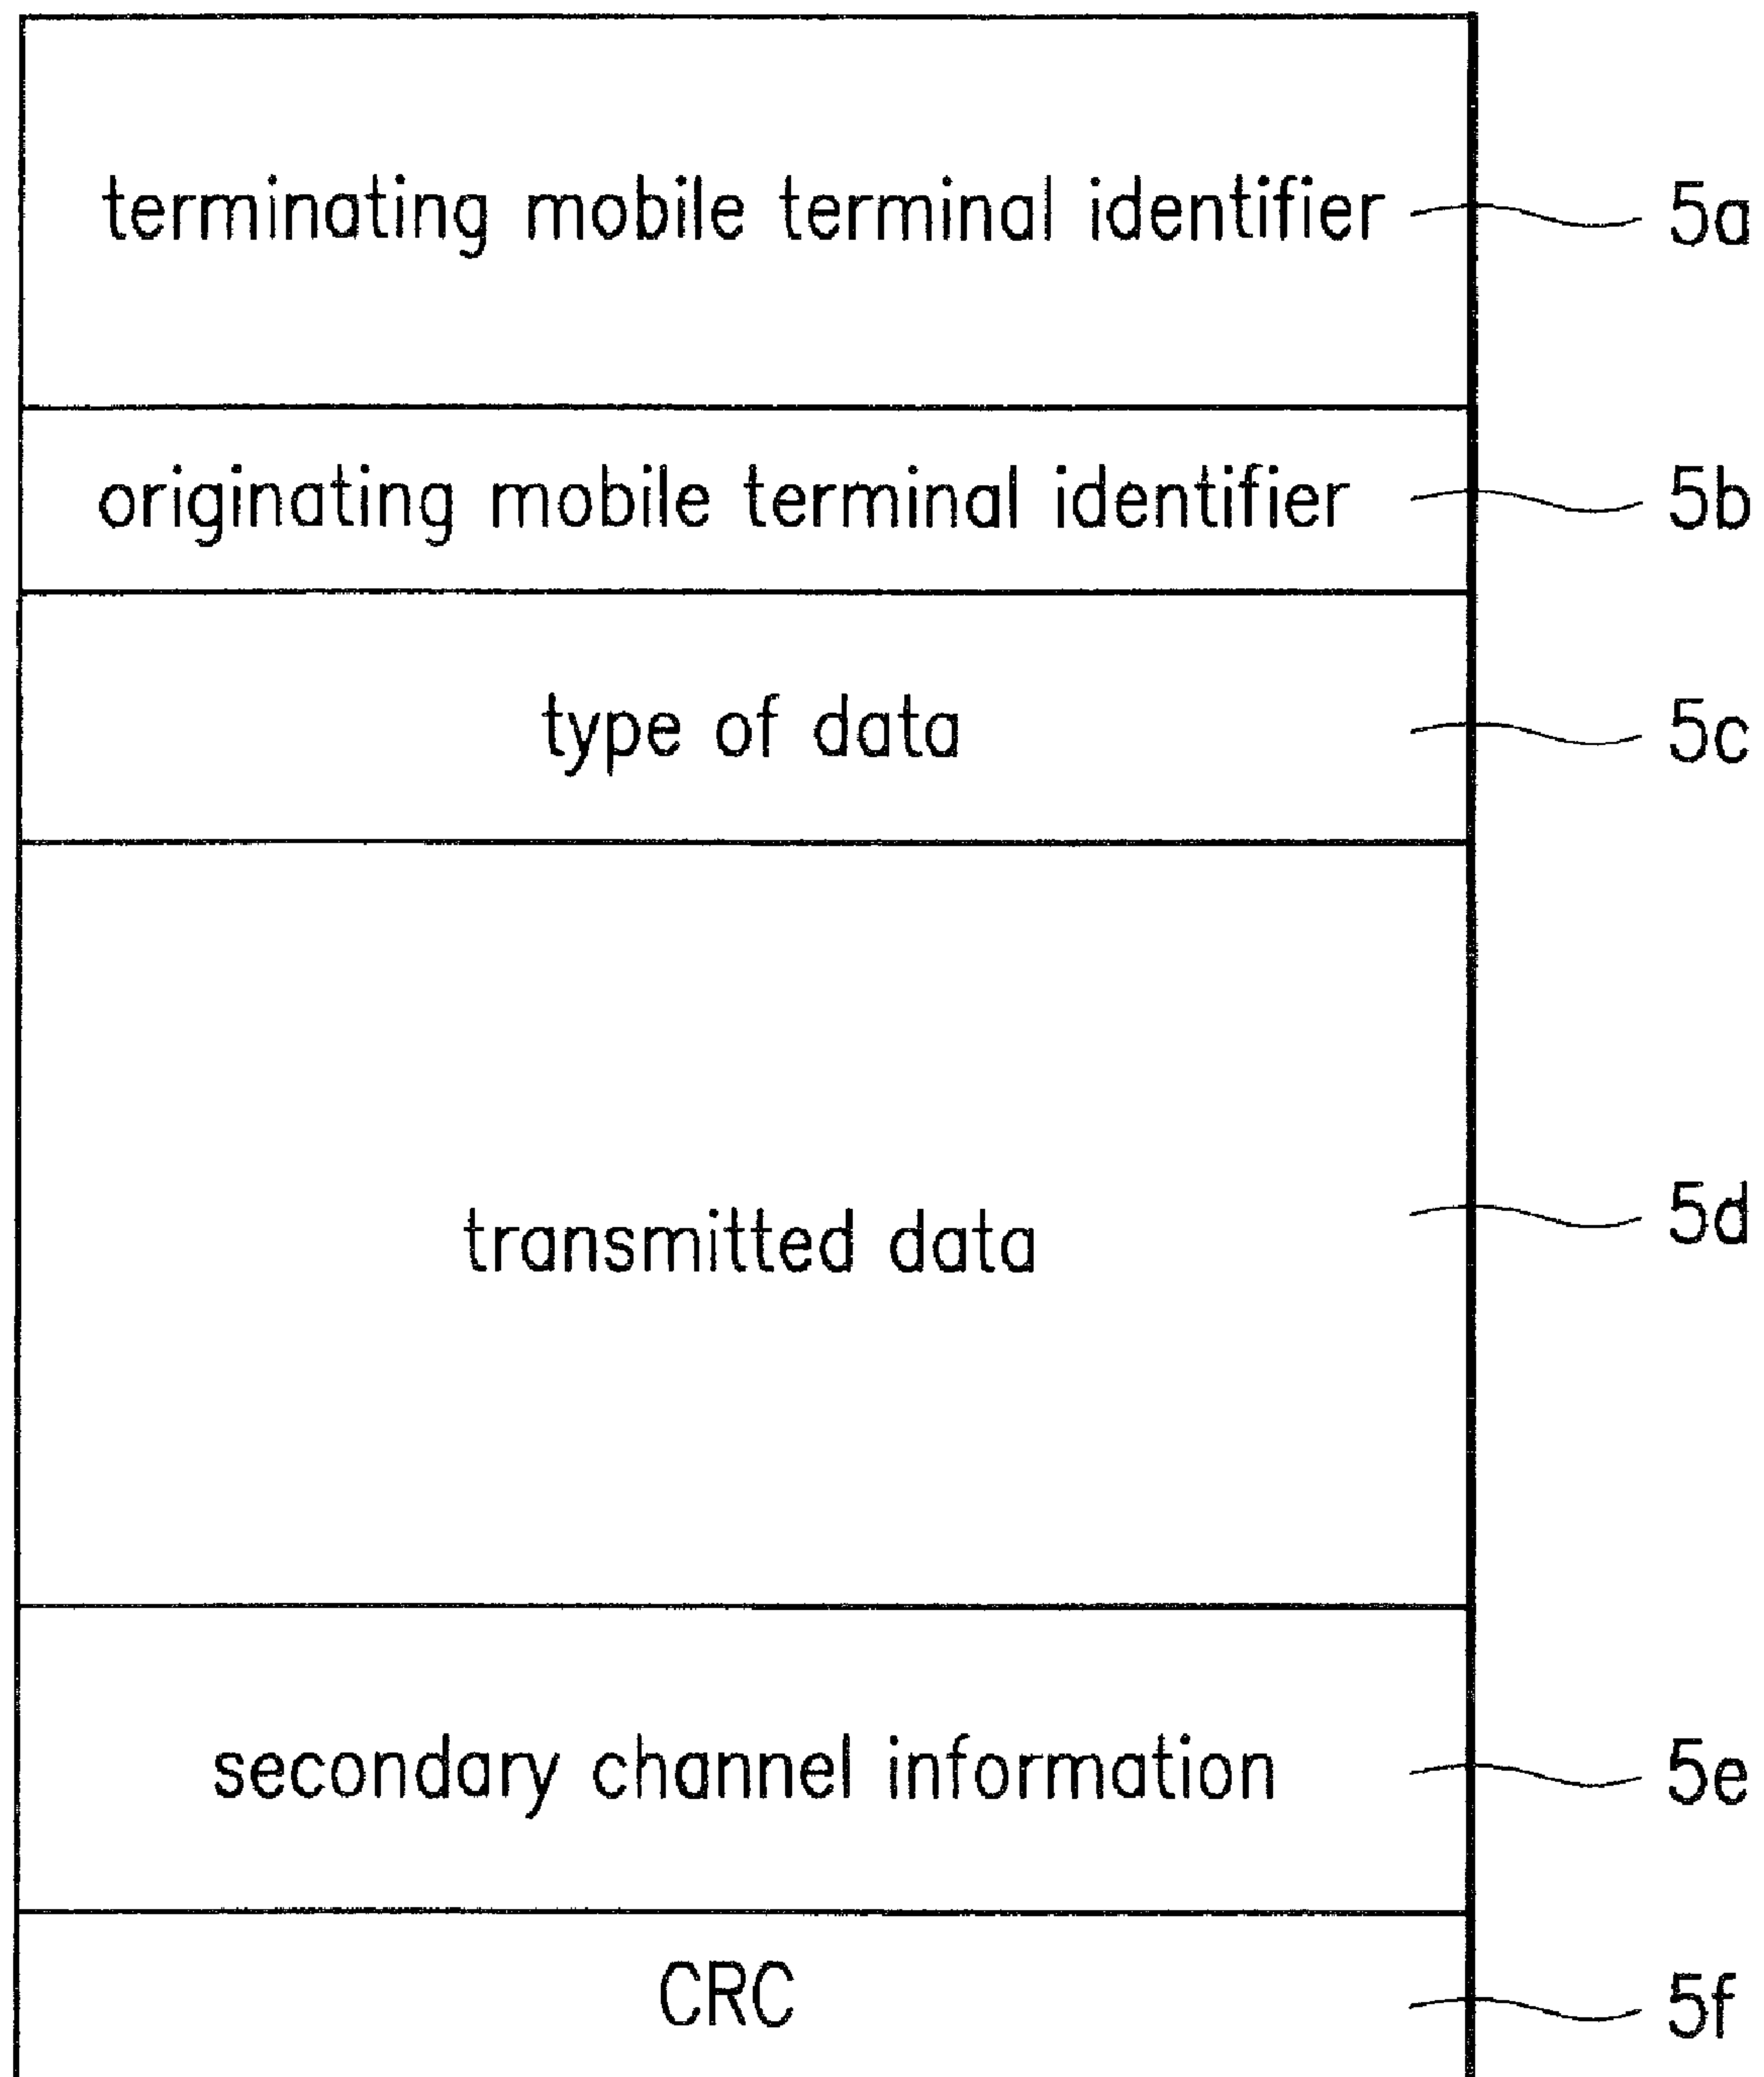 terminating mobile terminal identifier 5a
originating mobile terminal identifier 5b
type of data 5c
transmitted data 5d
secondary channel information 5e
CRC 5f